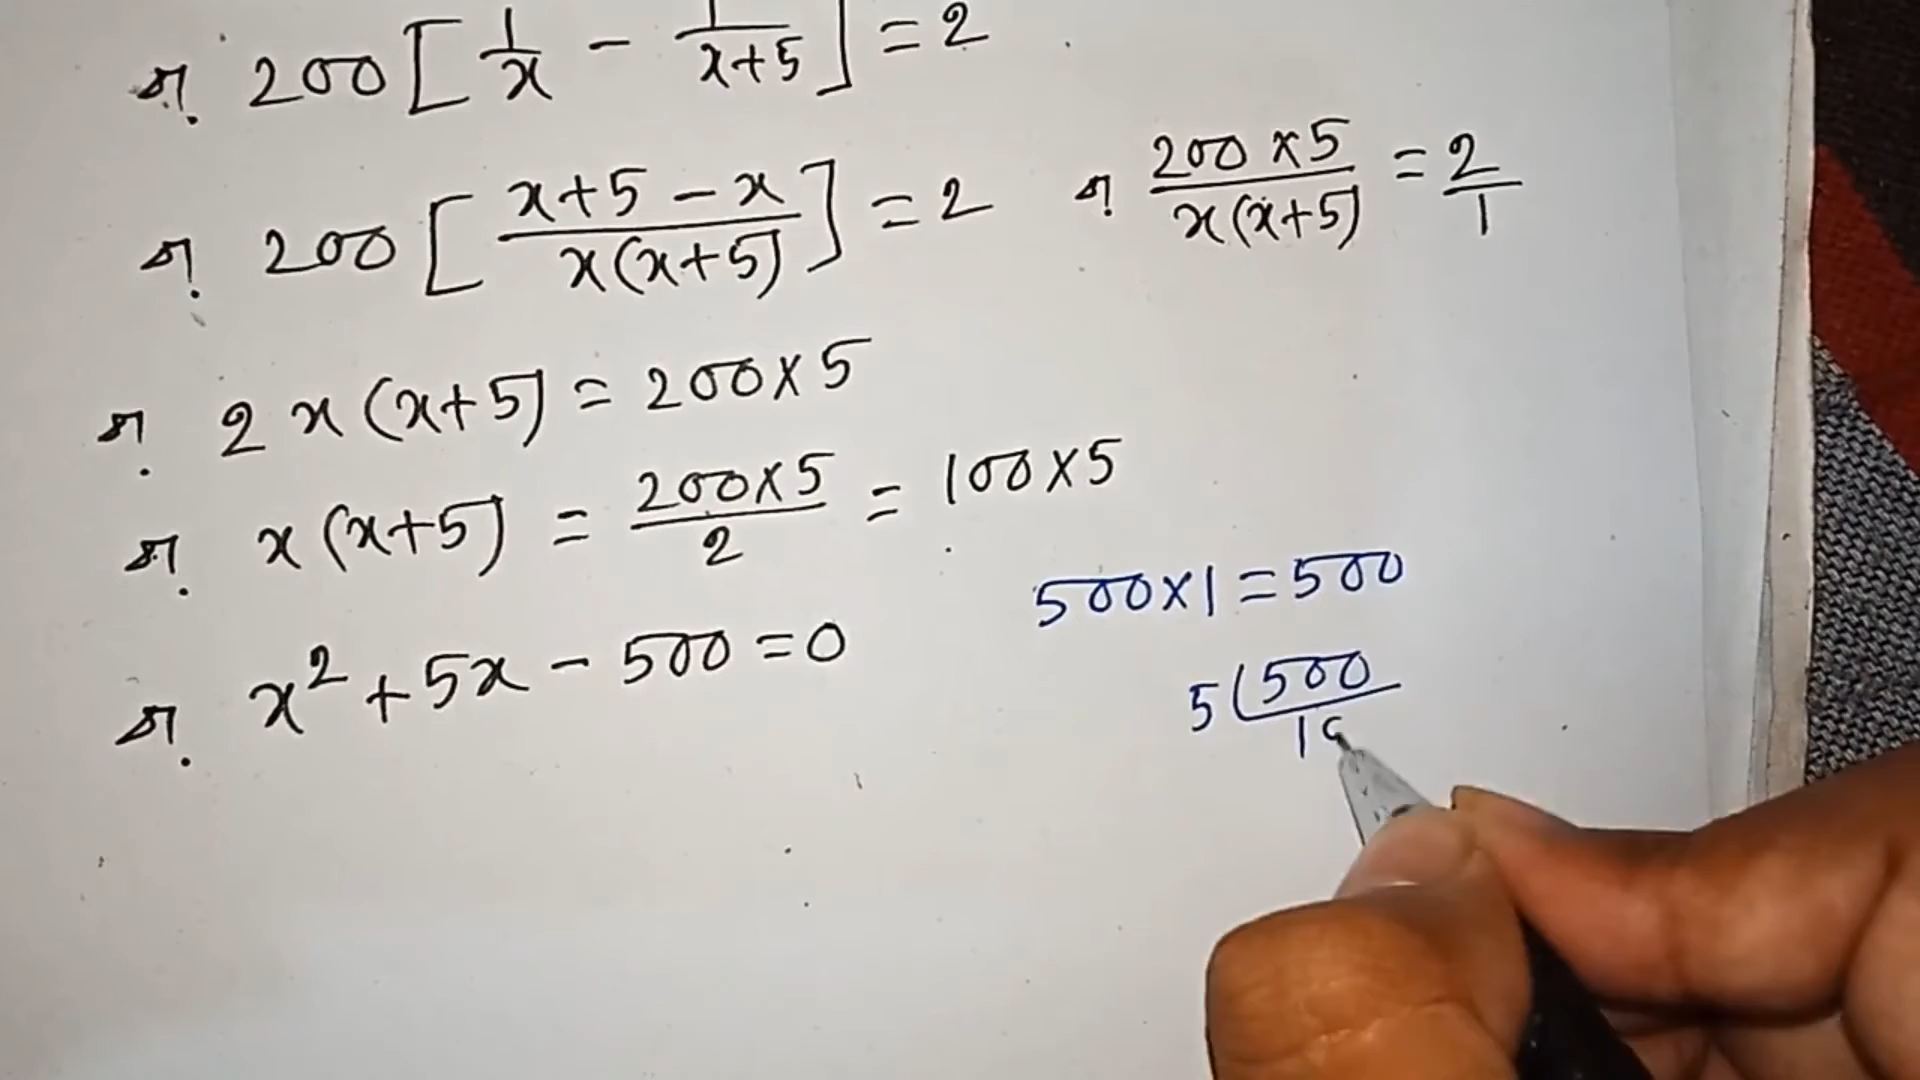 বা, 200 [1/x - 1/(x+5)] = 2
বা, 200 [(x+5-x)/(x(x+5))] = 2
বা, (200×5)/(x(x+5)) = 2/1
বা, 2x(x+5) = 200×5
বা, x(x+5) = (200×5)/2 = 100×5
বা, x² + 5x - 500 = 0
500×1 = 500
5(500
1